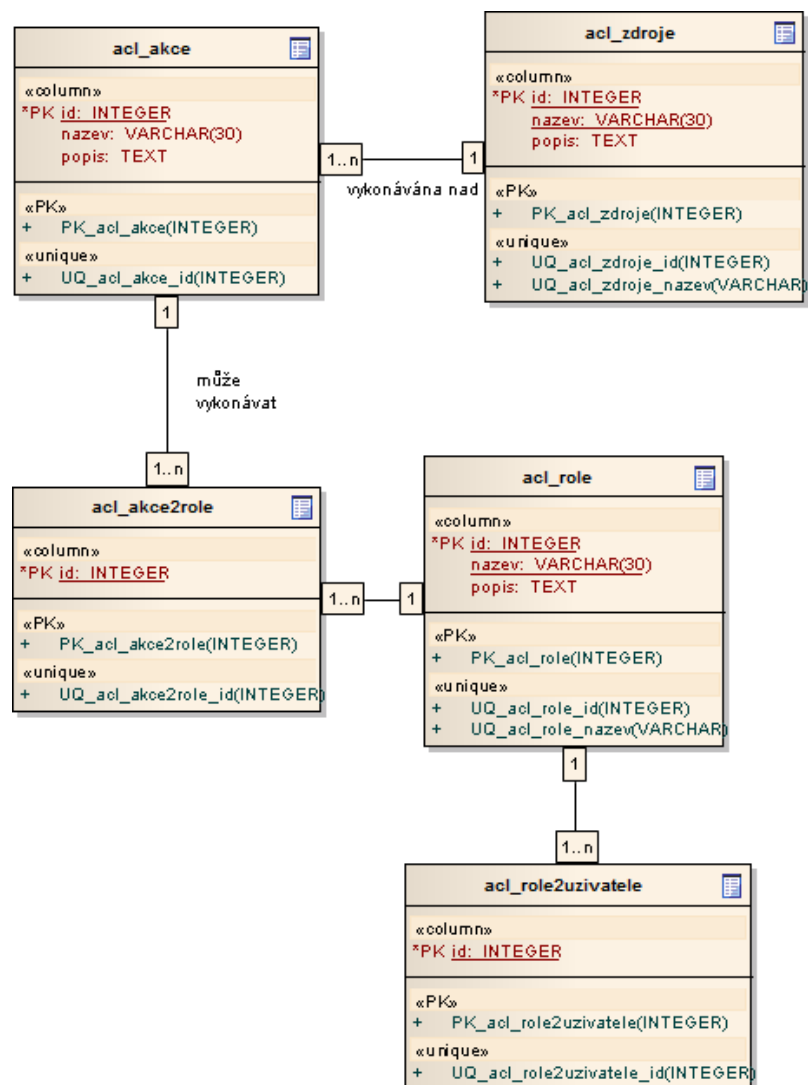 acl_akce
«column»
*PK id: INTEGER
nazev: VARCHAR(30)
popis: TEXT
«PK»
+ PK_acl_akce(INTEGER)
«unique»
+ UQ_acl_akce_id(INTEGER)
acl_zdroje
«column»
*PK id: INTEGER
nazev: VARCHAR(30)
popis: TEXT
«PK»
+ PK_acl_zdroje(INTEGER)
«unique»
+ UQ_acl_zdroje_id(INTEGER)
+ UQ_acl_zdroje_nazev(VARCHAR)
1..n
1
vykonávána nad
1
může
vykonávat
1..n
acl_akce2role
«column»
*PK id: INTEGER
«PK»
+ PK_acl_akce2role(INTEGER)
«unique»
+ UQ_acl_akce2role_id(INTEGER)
1..n
1
acl_role
«column»
*PK id: INTEGER
nazev: VARCHAR(30)
popis: TEXT
«PK»
+ PK_acl_role(INTEGER)
«unique»
+ UQ_acl_role_id(INTEGER)
+ UQ_acl_role_nazev(VARCHAR)
1
1..n
acl_role2uzivatele
«column»
*PK id: INTEGER
«PK»
+ PK_acl_role2uzivatele(INTEGER)
«unique»
+ UQ_acl_role2uzivatele_id(INTEGER)